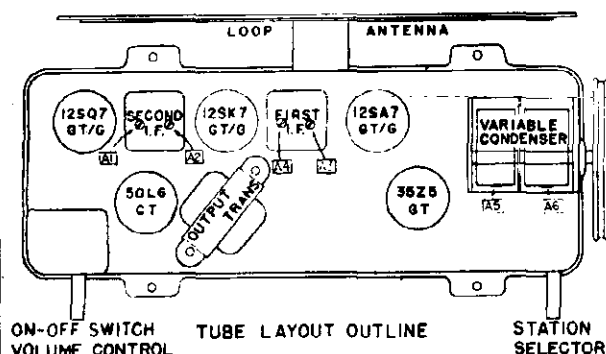 LOOP ANTENNA
12SQ7 GT/G
SECOND I.F.
12SK7 GT/G
FIRST I.F.
12SA7 GT/G
VARIABLE CONDENSER
A1
A2
A4
A3
50L6 GT
OUTPUT TRANS
35Z5 GT
A5
A6
ON-OFF SWITCH
VOLUME CONTROL
TUBE LAYOUT OUTLINE
STATION
SELECTOR